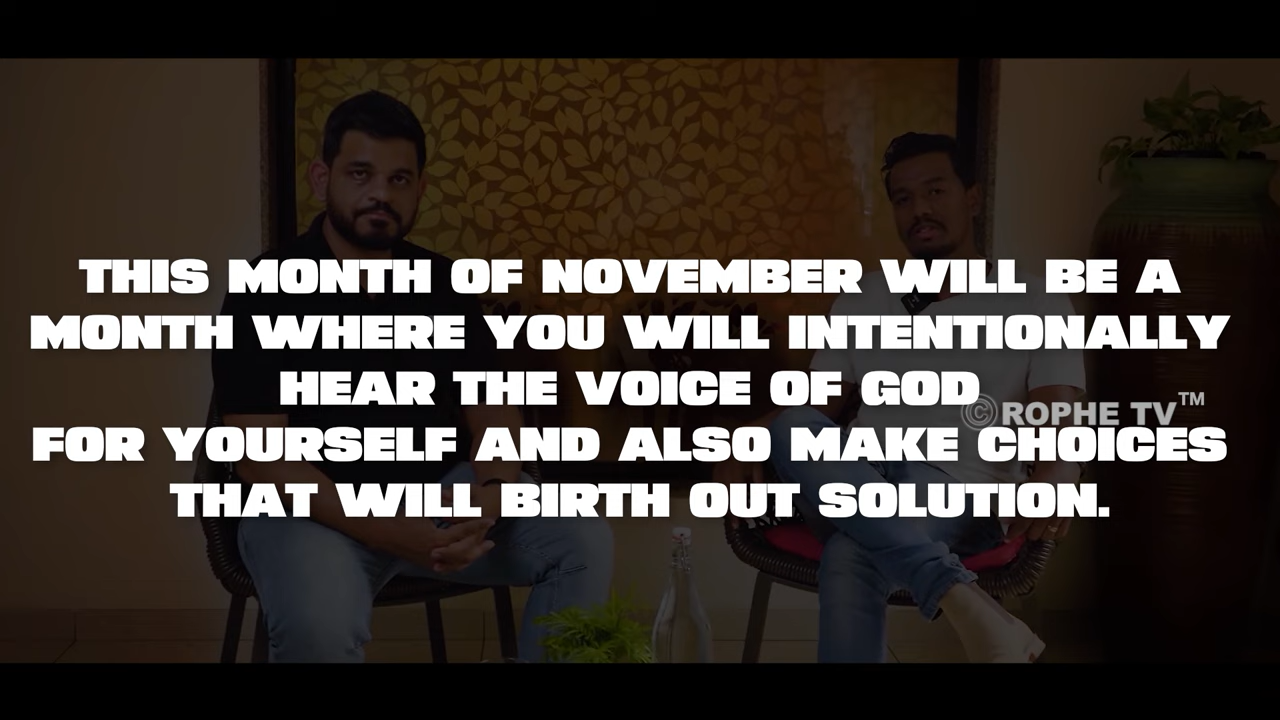 THIS MONTH OF NOVEMBER WILL BE A
MONTH WHERE YOU WILL INTENTIONALLY
HEAR THE VOICE OF GOD
©ROPHE TV™
FOR YOURSELF AND ALSO MAKE CHOICES
THAT WILL BIRTH OUT SOLUTION.